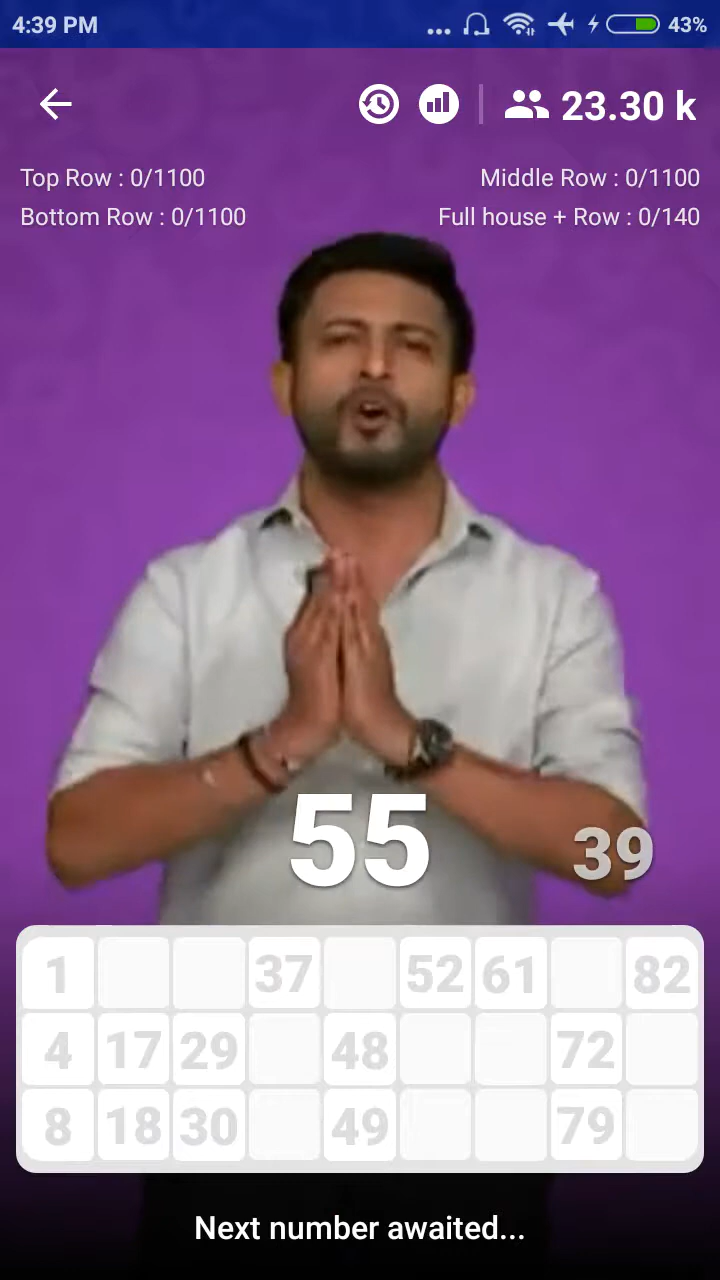 4:39 PM ... 43%
23.30 k
Top Row : 0/1100 Middle Row : 0/1100
Bottom Row : 0/1100 Full house + Row : 0/140
55 39
1 37 52 61 82
4 17 29 48 72
8 18 30 49 79
Next number awaited...